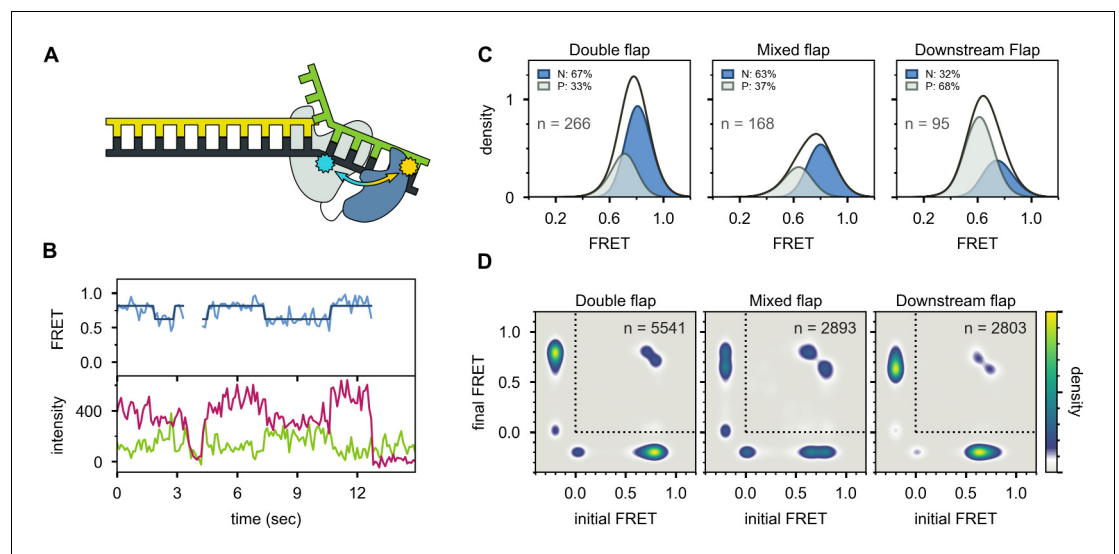 A
B
FRET
1.0
0.5
0.0
intensity
400
0
0
3
6
9
12
time (sec)
C
Double flap
Mixed flap
Downstream Flap
density
1
0
N: 67%
P: 33%
n = 266
N: 63%
P: 37%
n = 168
N: 32%
P: 68%
n = 95
0.2
0.6
1.0
0.2
0.6
1.0
0.2
0.6
1.0
FRET
FRET
FRET
D
Double flap
Mixed flap
Downstream flap
final FRET
1.0
0.5
0.0
n = 5541
n = 2893
n = 2803
density
0.0
0.5
1.0
0.0
0.5
1.0
0.0
0.5
1.0
initial FRET
initial FRET
initial FRET